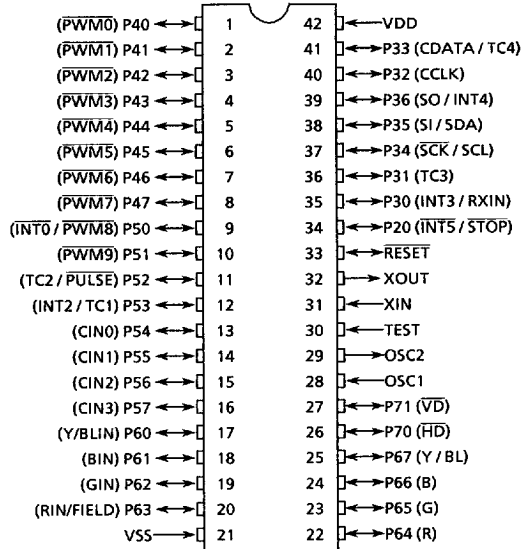 (PWM0) P40 1 42 VDD
(PWM1) P41 2 41 P33 (CDATA / TC4)
(PWM2) P42 3 40 P32 (CCLK)
(PWM3) P43 4 39 P36 (SO / INT4)
(PWM4) P44 5 38 P35 (SI / SDA)
(PWM5) P45 6 37 P34 (SCK / SCL)
(PWM6) P46 7 36 P31 (TC3)
(PWM7) P47 8 35 P30 (INT3 / RXIN)
(INT0 / PWM8) P50 9 34 P20 (INT5 / STOP)
(PWM9) P51 10 33 RESET
(TC2 / PULSE) P52 11 32 XOUT
(INT2 / TC1) P53 12 31 XIN
(CIN0) P54 13 30 TEST
(CIN1) P55 14 29 OSC2
(CIN2) P56 15 28 OSC1
(CIN3) P57 16 27 P71 (VD)
(Y/BLIN) P60 17 26 P70 (HD)
(BIN) P61 18 25 P67 (Y / BL)
(GIN) P62 19 24 P66 (B)
(RIN/FIELD) P63 20 23 P65 (G)
VSS 21 22 P64 (R)